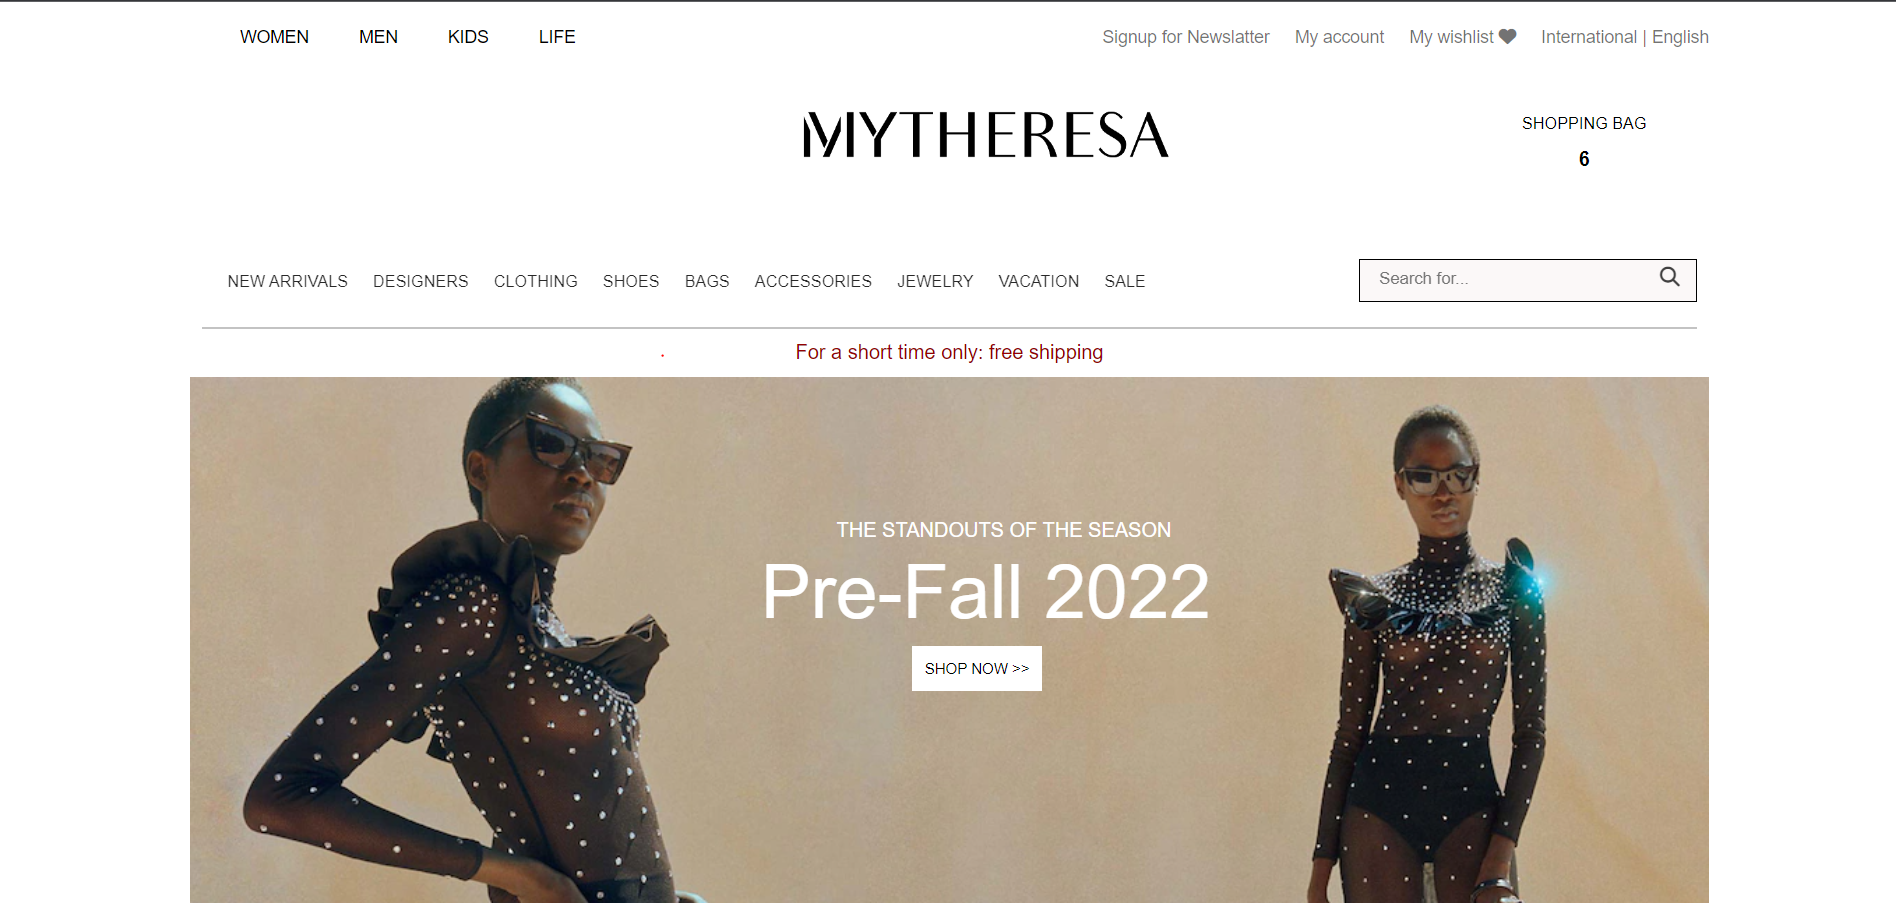 WOMEN MEN KIDS LIFE Signup for Newslatter My account My wishlist International | English
MYTHERESA
SHOPPING BAG
6
NEW ARRIVALS DESIGNERS CLOTHING SHOES BAGS ACCESSORIES JEWELRY VACATION SALE Search for...
For a short time only: free shipping
THE STANDOUTS OF THE SEASON
Pre-Fall 2022
SHOP NOW >>